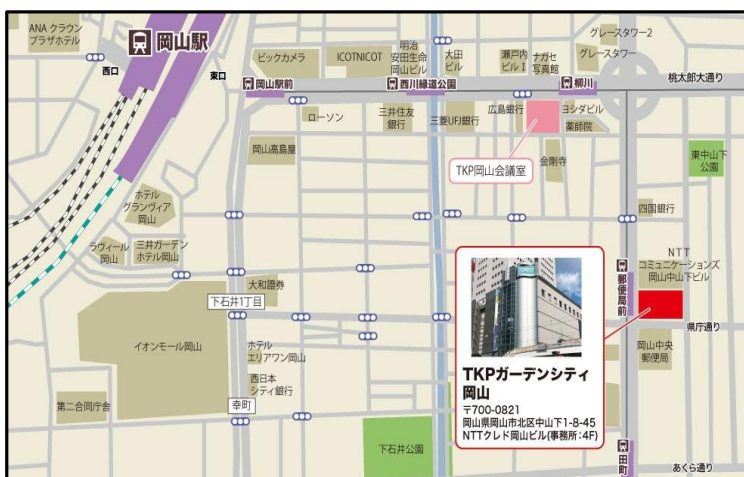 ANA クラウン
プラザホテル
岡山駅
西口
東口
ビックカメラ
ICOTNICOT
明治
安田生命
岡山ビル
大田
ビル
瀬戸内
ビルⅠ
ナガセ
写真館
グレースタワー2
グレースタワー
桃太郎大通り
岡山駅前
西川緑道公園
柳川
ローソン
三井住友
銀行
三菱UFJ銀行
広島銀行
ヨシダビル
薬師院
岡山高島屋
TKP岡山会議室
金剛寺
東中山下
公園
ホテル
グランヴィア
岡山
四国銀行
ラヴィール
岡山
三井ガーデン
ホテル岡山
NTT
コミュニケーションズ
岡山中山下ビル
大和證券
下石井1丁目
郵便局前
県庁通り
イオンモール岡山
ホテル
エリアワン岡山
岡山中央
郵便局
西日本
シティ銀行
TKPガーデンシティ
岡山
〒700-0821
岡山県岡山市北区中山下1-8-45
NTTクレド岡山ビル(事務所:4F)
第二合同庁舎
幸町
下石井公園
田町
あくら通り